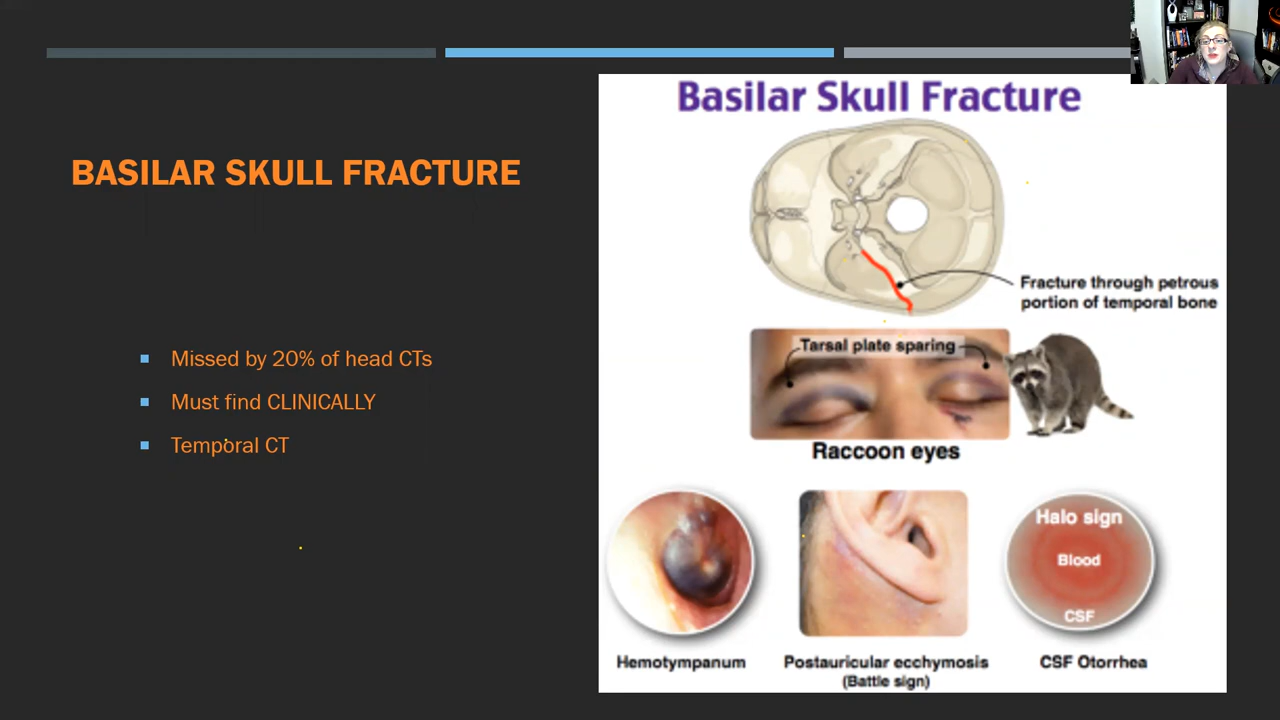 BASILAR SKULL FRACTURE
Missed by 20% of head CTs
Must find CLINICALLY
Temporal CT
Basilar Skull Fracture
Fracture through petrous
portion of temporal bone
Tarsal plate sparing
Raccoon eyes
Halo sign
Blood
CSF
Hemotympanum
Postauricular ecchymosis
(Battle sign)
CSF Otorrhea